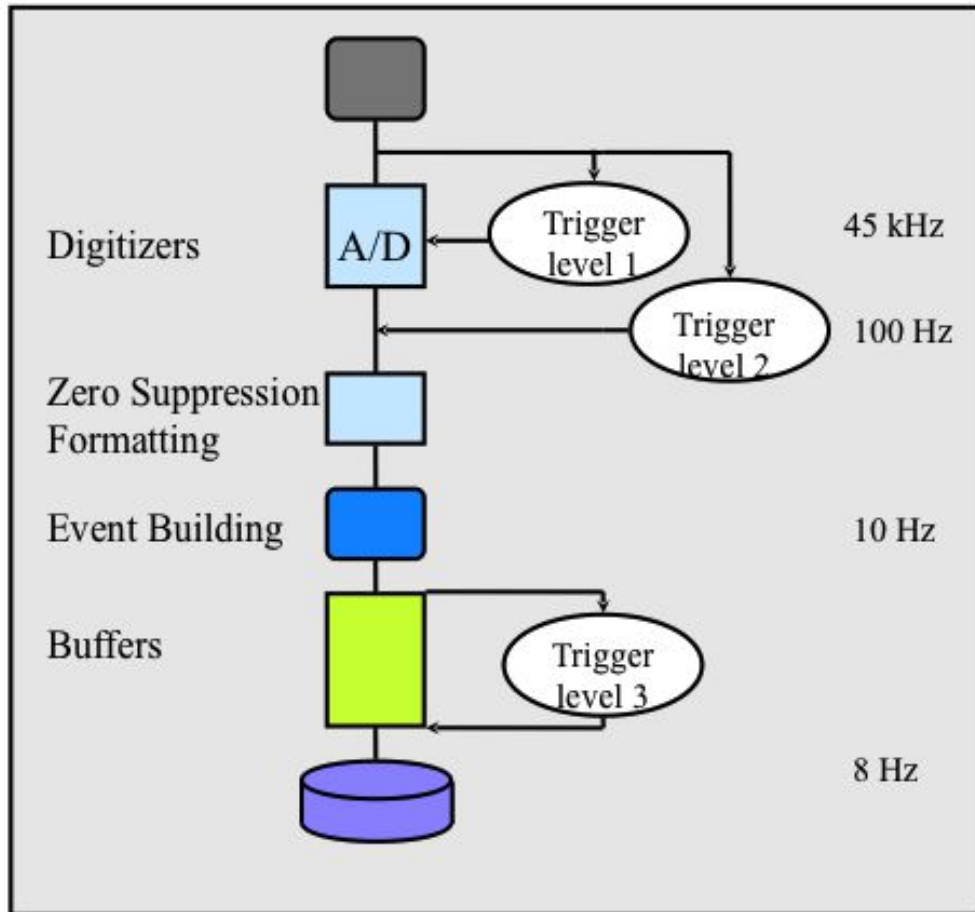 Digitizers
A/D
Trigger
level 1
45 kHz
Trigger
level 2
100 Hz
Zero Suppression
Formatting
Event Building
10 Hz
Buffers
Trigger
level 3
8 Hz